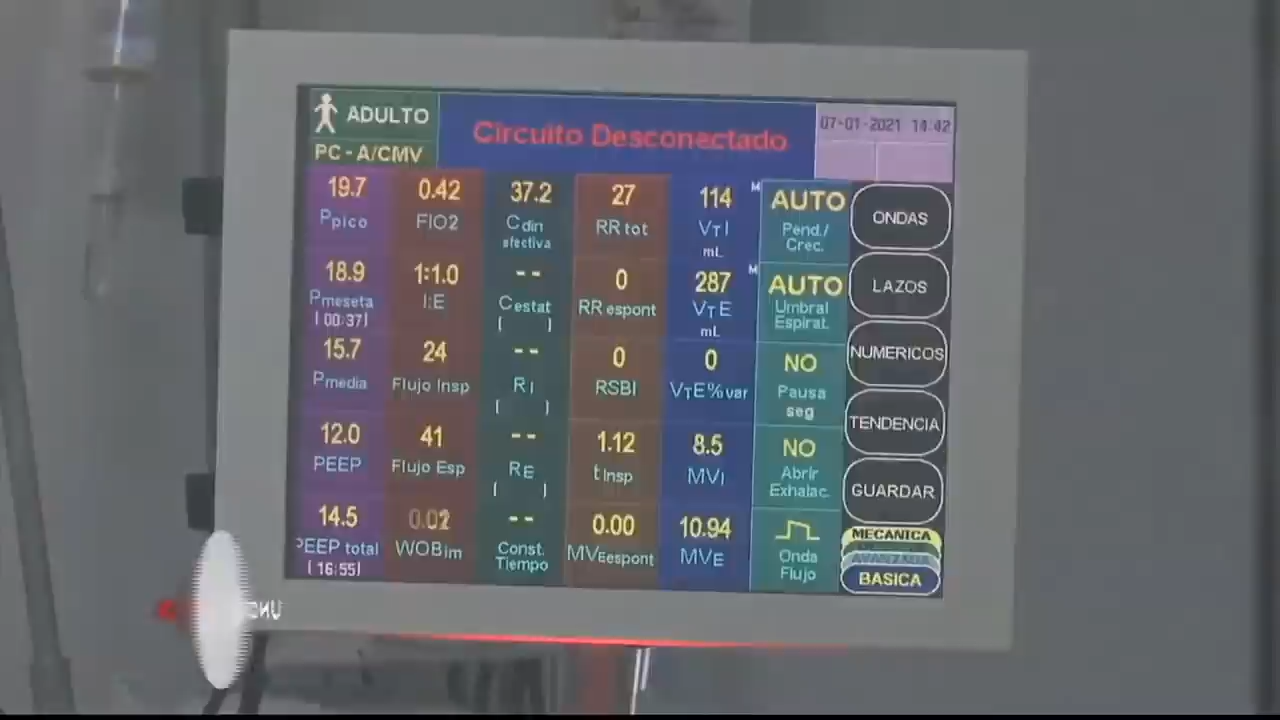 ADULTO
PC - A/CMV
Circuito Desconectado
07-01-2021 14:42
19.7
Ppico
0.42
FIO2
37.2
Cdin
efectiva
27
RR tot
114
VTI
mL
AUTO
Pend./
Crec.
ONDAS
18.9
Pmeseta
[00:37]
1:1.0
I:E
--
Cestat
[ ]
0
RR espont
287
VTE
mL
AUTO
Umbral
Espirat.
LAZOS
15.7
Pmedia
24
Flujo Insp
--
RI
[ ]
0
RSBI
0
VTE%var
NO
Pausa
seg
NUMERICOS
12.0
PEEP
41
Flujo Esp
--
RE
[ ]
1.12
tInsp
8.5
MVI
NO
Abrir
Exhalac.
TENDENCIA
GUARDAR
14.5
PEEP total
[16:55]
0.02
WOBim
--
Const.
Tiempo
0.00
MVEespont
10.94
MVE
Onda
Flujo
MECANICA
AVANZADA
BASICA